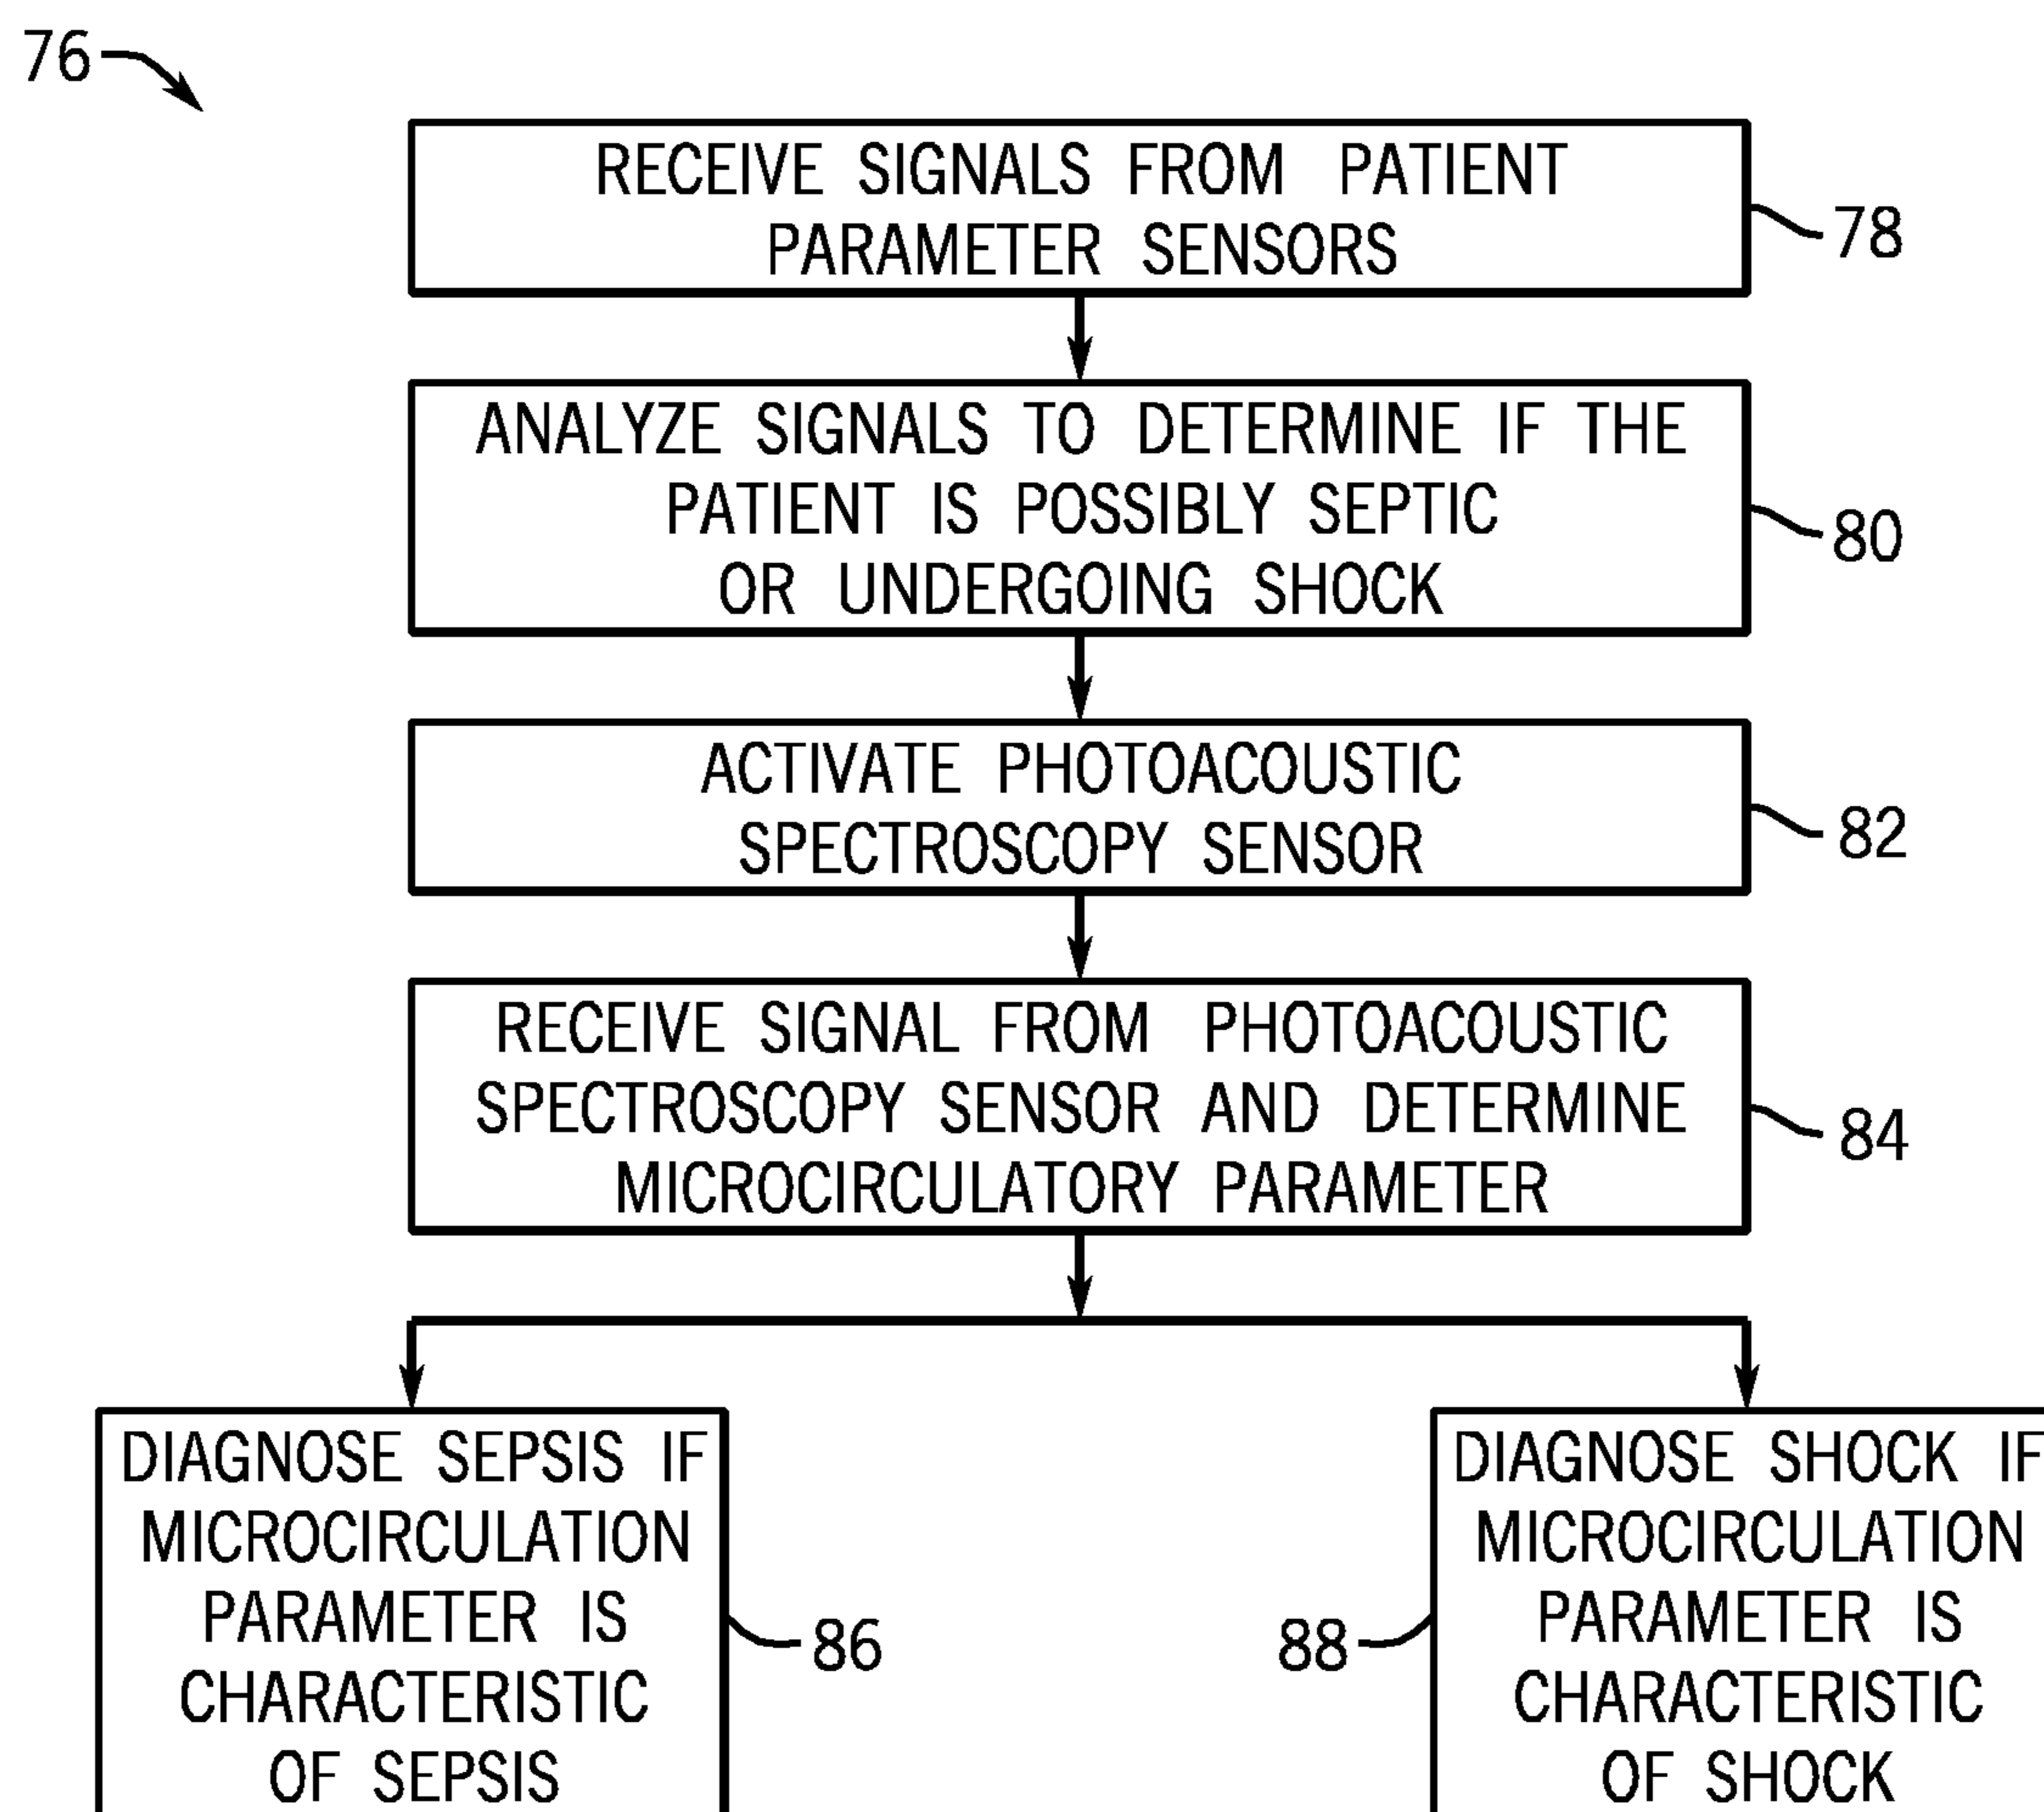 76
RECEIVE SIGNALS FROM PATIENT
PARAMETER SENSORS
78
ANALYZE SIGNALS TO DETERMINE IF THE
PATIENT IS POSSIBLY SEPTIC
OR UNDERGOING SHOCK
80
ACTIVATE PHOTOACOUSTIC
SPECTROSCOPY SENSOR
82
RECEIVE SIGNAL FROM PHOTOACOUSTIC
SPECTROSCOPY SENSOR AND DETERMINE
MICROCIRCULATORY PARAMETER
84
DIAGNOSE SEPSIS IF
MICROCIRCULATION
PARAMETER IS
CHARACTERISTIC
OF SEPSIS
86
88
DIAGNOSE SHOCK IF
MICROCIRCULATION
PARAMETER IS
CHARACTERISTIC
OF SHOCK